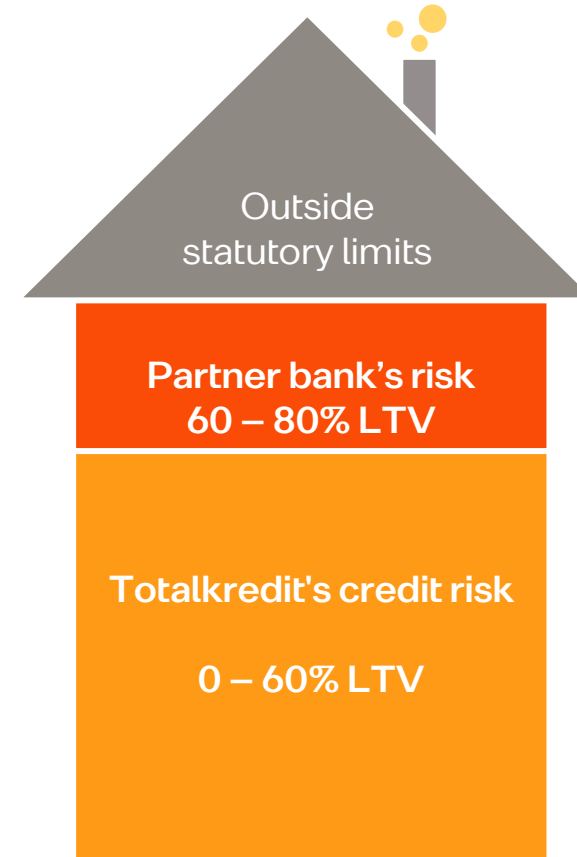 Outside
statutory limits
Partner bank’s risk
60 – 80% LTV
Totalkredit's credit risk
0 – 60% LTV